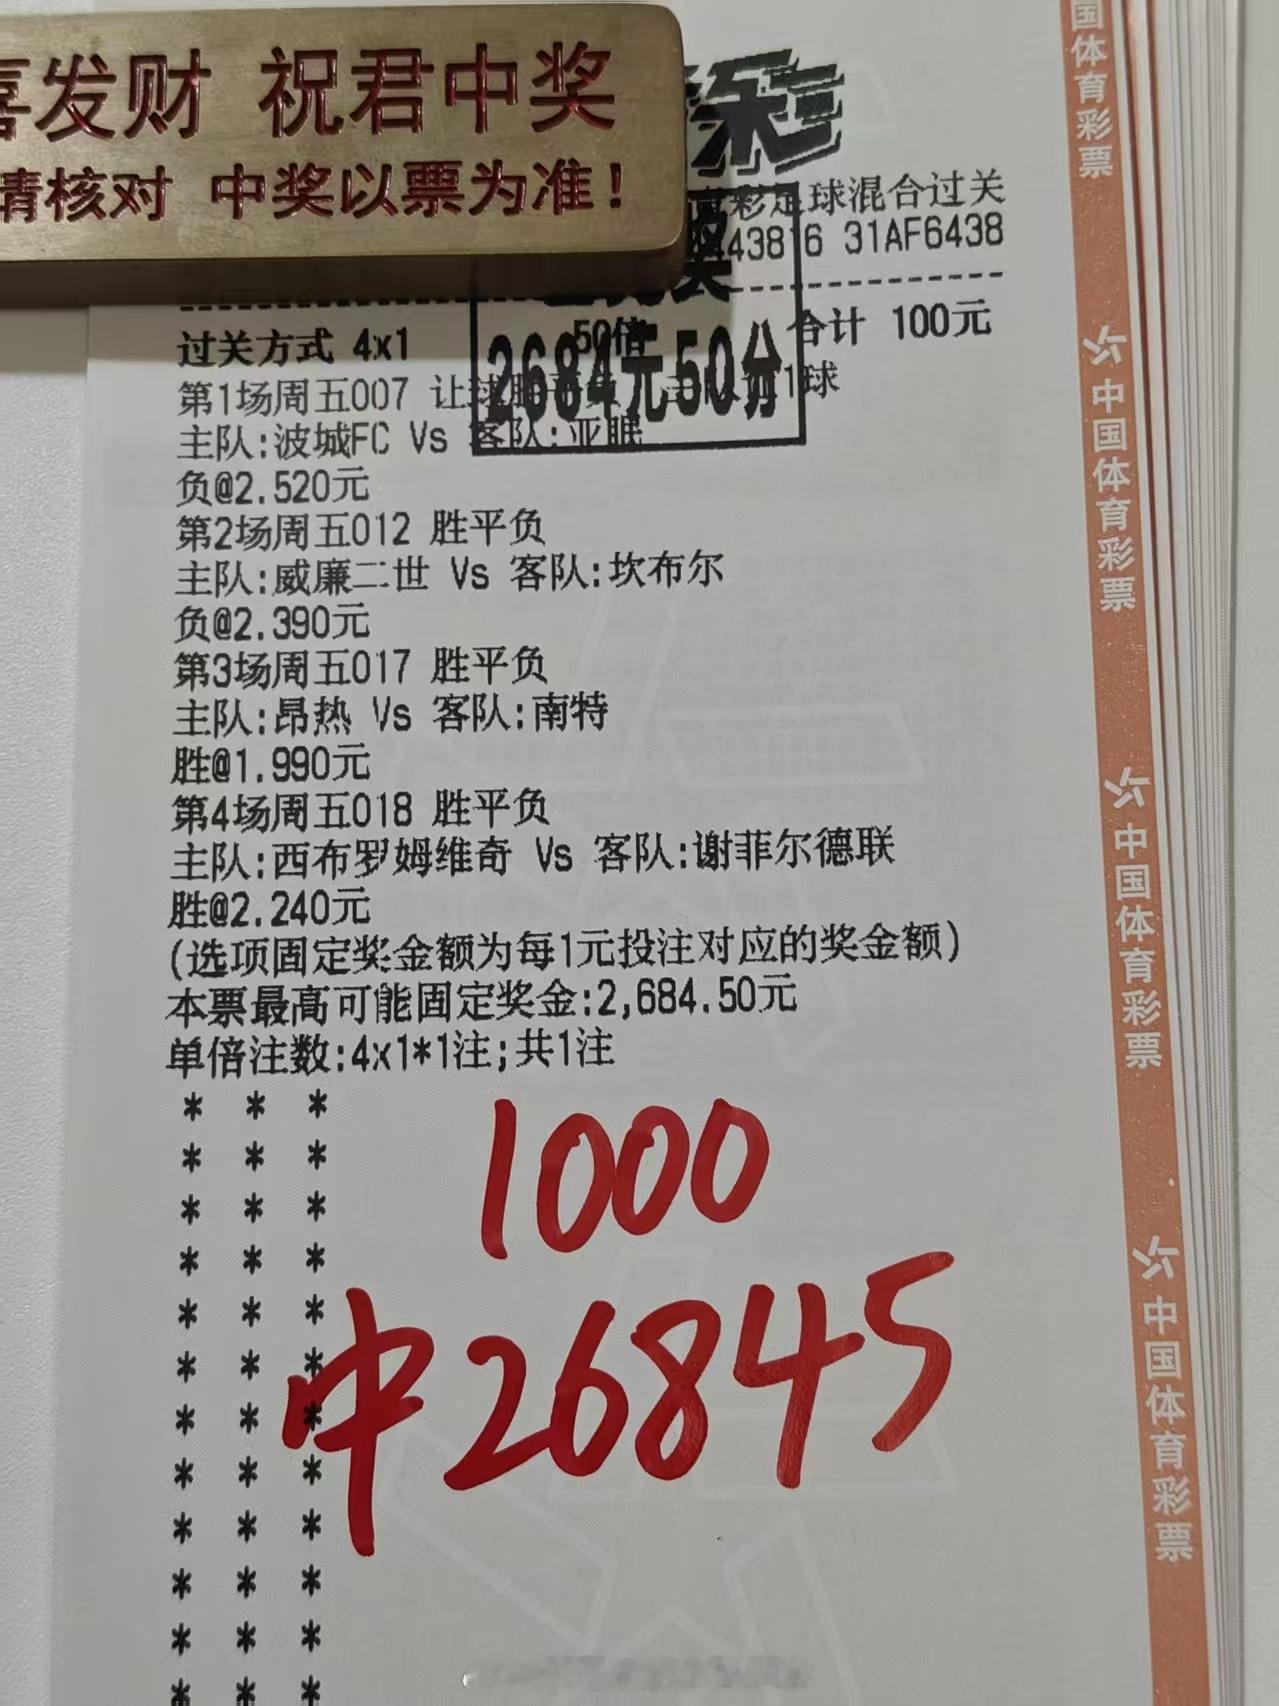 喜发财 祝君中奖
请核对 中奖以票为准!
彩足球混合过关
43816 31AF6438
过关方式 4x1 50倍 合计 100元
2684元50分
第1场周五007 让球胜平负 1球
主队:波城FC Vs 客队:亚眠
负@2.520元
第2场周五012 胜平负
主队:威廉二世 Vs 客队:坎布尔
负@2.390元
第3场周五017 胜平负
主队:昂热 Vs 客队:南特
胜@1.990元
第4场周五018 胜平负
主队:西布罗姆维奇 Vs 客队:谢菲尔德联
胜@2.240元
(选项固定奖金额为每1元投注对应的奖金额)
本票最高可能固定奖金:2,684.50元
单倍注数:4x1*1注;共1注
* * *
* * *
* * *
* * *
* * *
* * *
* * *
* * *
* * *
* * *
* * *
* * *
1000
中26845
国体育彩票
中国体育彩票
中国体育彩票
中国体育彩票